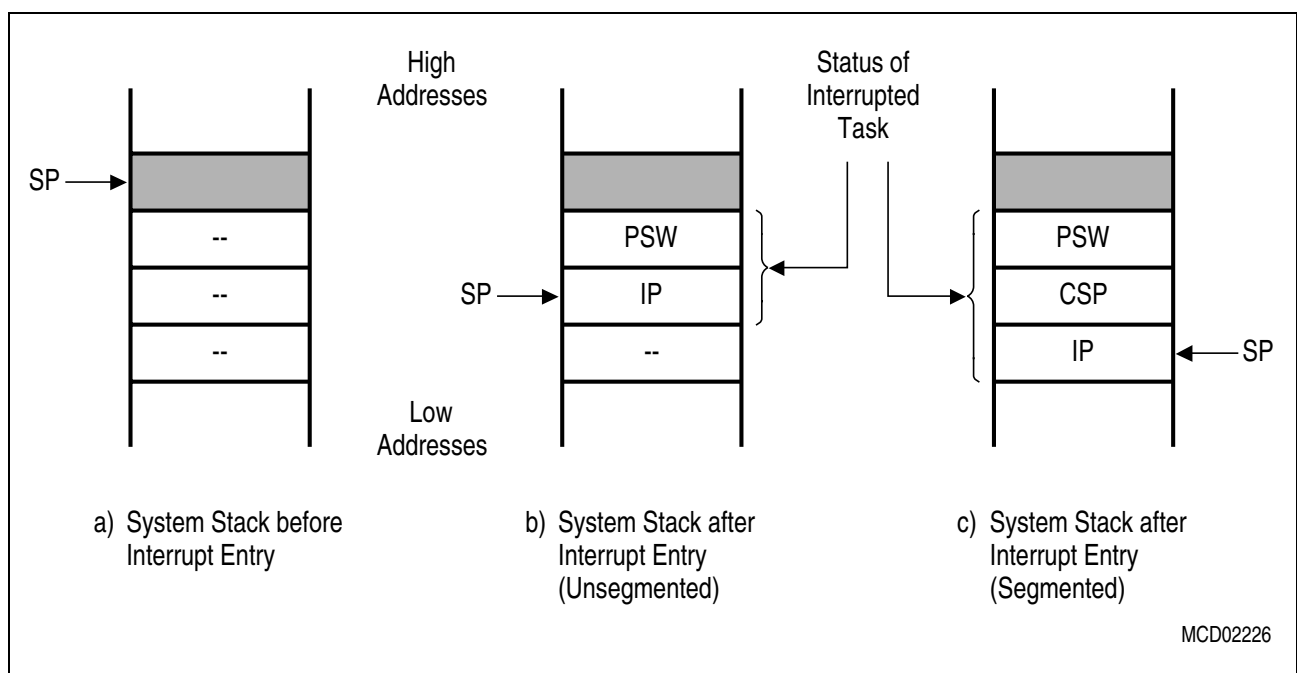 High
Addresses
Status of
Interrupted
Task
SP
--
--
--
PSW
SP
IP
--
PSW
CSP
IP
SP
Low
Addresses
a) System Stack before
Interrupt Entry
b) System Stack after
Interrupt Entry
(Unsegmented)
c) System Stack after
Interrupt Entry
(Segmented)
MCD02226